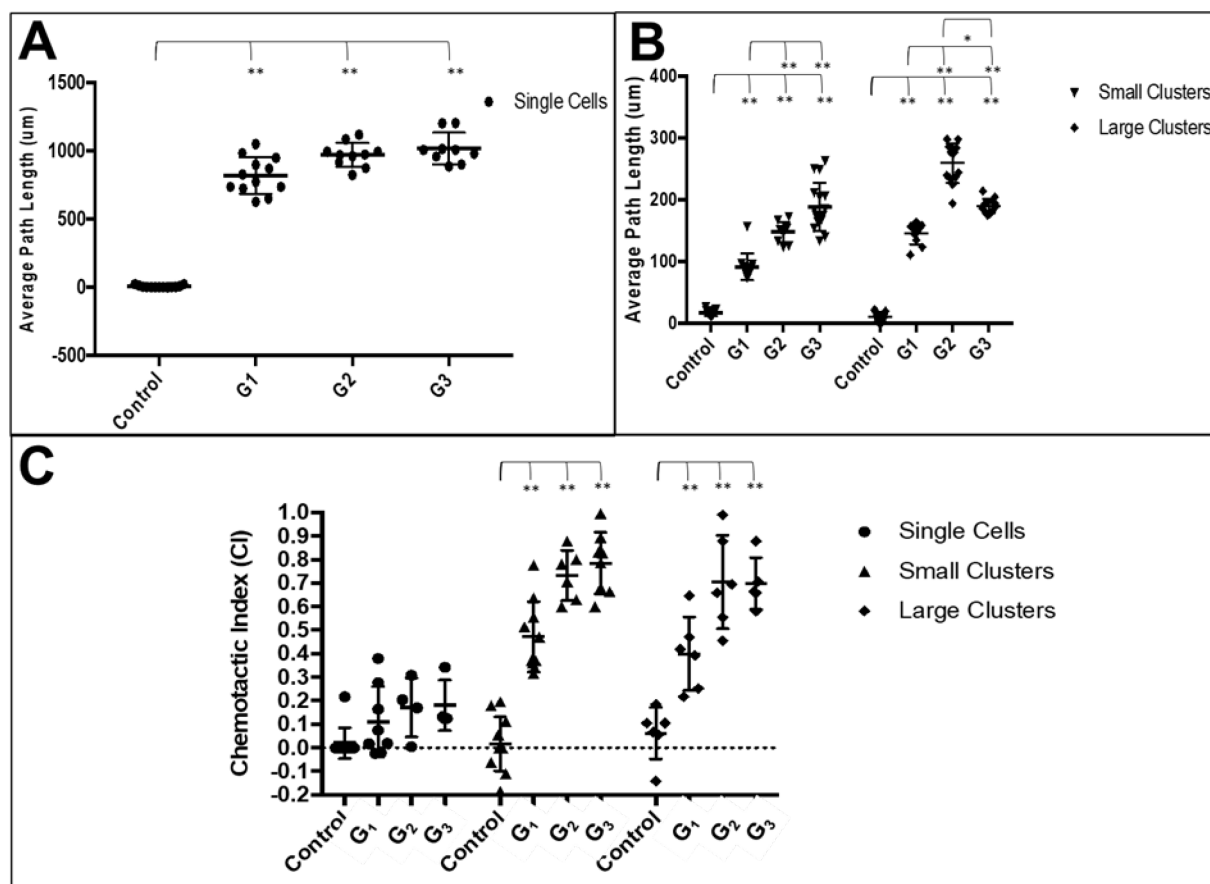 A
** ** **
1500
1000
500
0
-500
Average Path Length (um)
Single Cells
Control G1 G2 G3
B
*
** ** ** **
** ** ** ** ** **
400
300
200
100
0
Average Path Length (um)
Small Clusters
Large Clusters
Control G1 G2 G3 Control G1 G2 G3
C
** ** ** ** ** **
1.0
0.9
0.8
0.7
0.6
0.5
0.4
0.3
0.2
0.1
0.0
-0.1
-0.2
Chemotactic Index (CI)
Single Cells
Small Clusters
Large Clusters
Control G₁ G₂ G₃ Control G₁ G₂ G₃ Control G₁ G₂ G₃